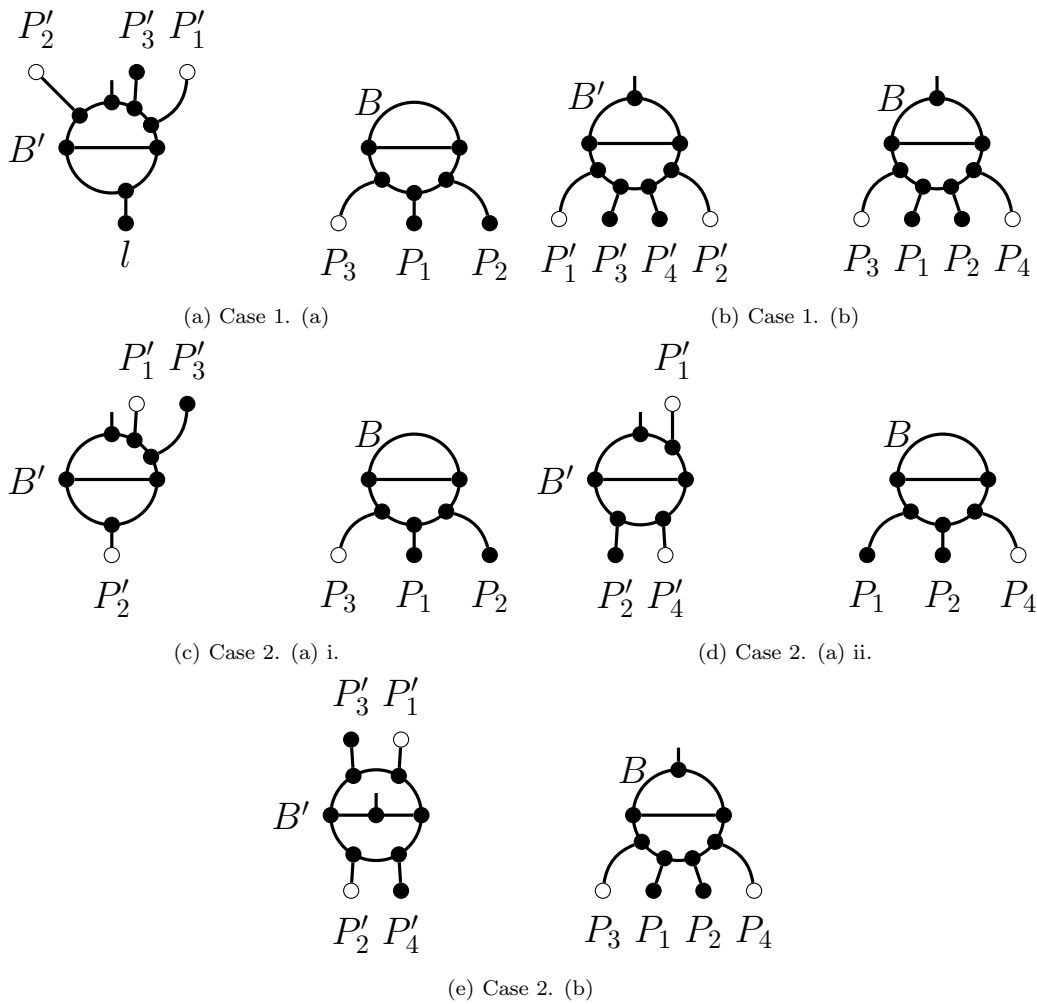 P′₂ P′₃ P′₁
B′ B
l P₃ P₁ P₂
(a) Case 1. (a)
B′ B
P′₁ P′₃ P′₄ P′₂ P₃ P₁ P₂ P₄
(b) Case 1. (b)
P′₁ P′₃
B′ B
P′₂ P₃ P₁ P₂
(c) Case 2. (a) i.
P′₁
B′ B
P′₂ P′₄ P₁ P₂ P₄
(d) Case 2. (a) ii.
P′₃ P′₁
B′ B
P′₂ P′₄ P₃ P₁ P₂ P₄
(e) Case 2. (b)